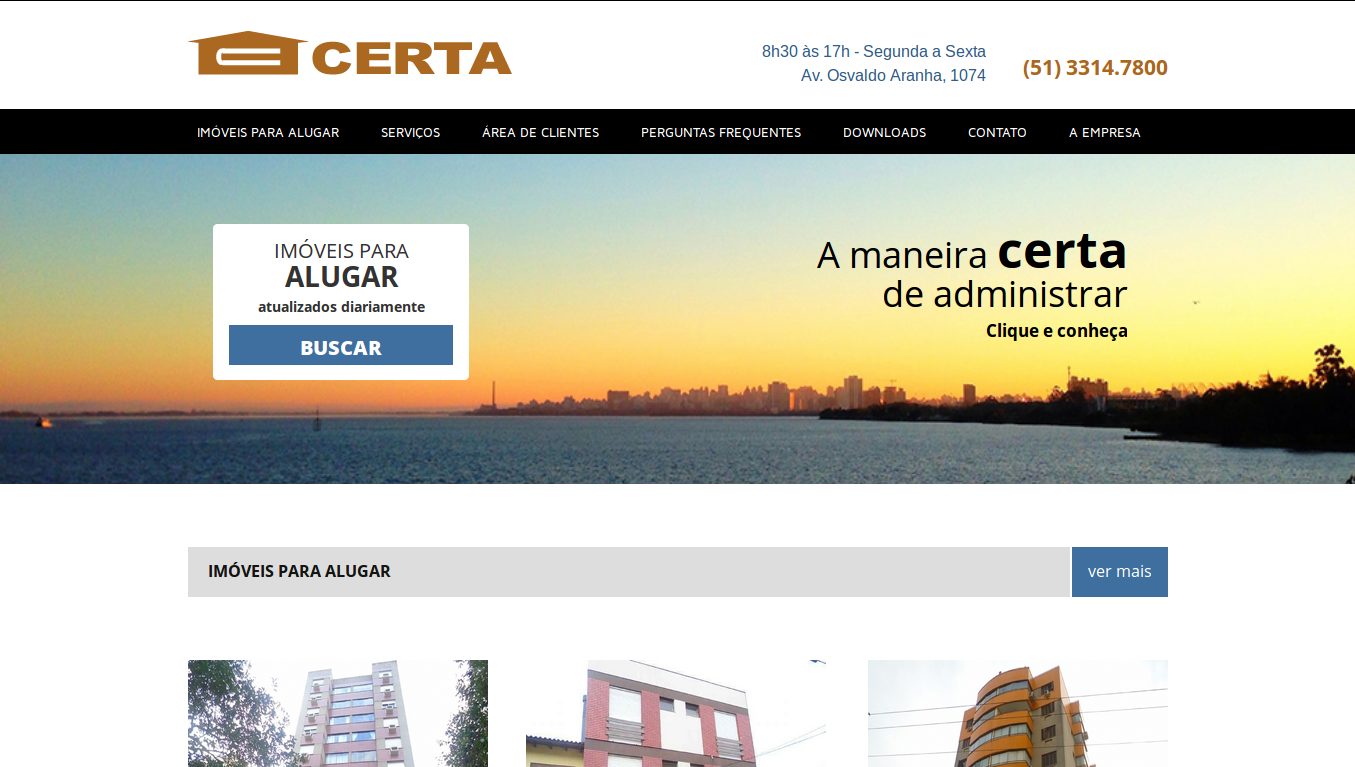 CERTA
8h30 às 17h - Segunda a Sexta
Av. Osvaldo Aranha, 1074
(51) 3314.7800
IMÓVEIS PARA ALUGAR
SERVIÇOS
ÁREA DE CLIENTES
PERGUNTAS FREQUENTES
DOWNLOADS
CONTATO
A EMPRESA
IMÓVEIS PARA
ALUGAR
atualizados diariamente
BUSCAR
A maneira certa
de administrar
Clique e conheça
IMÓVEIS PARA ALUGAR
ver mais